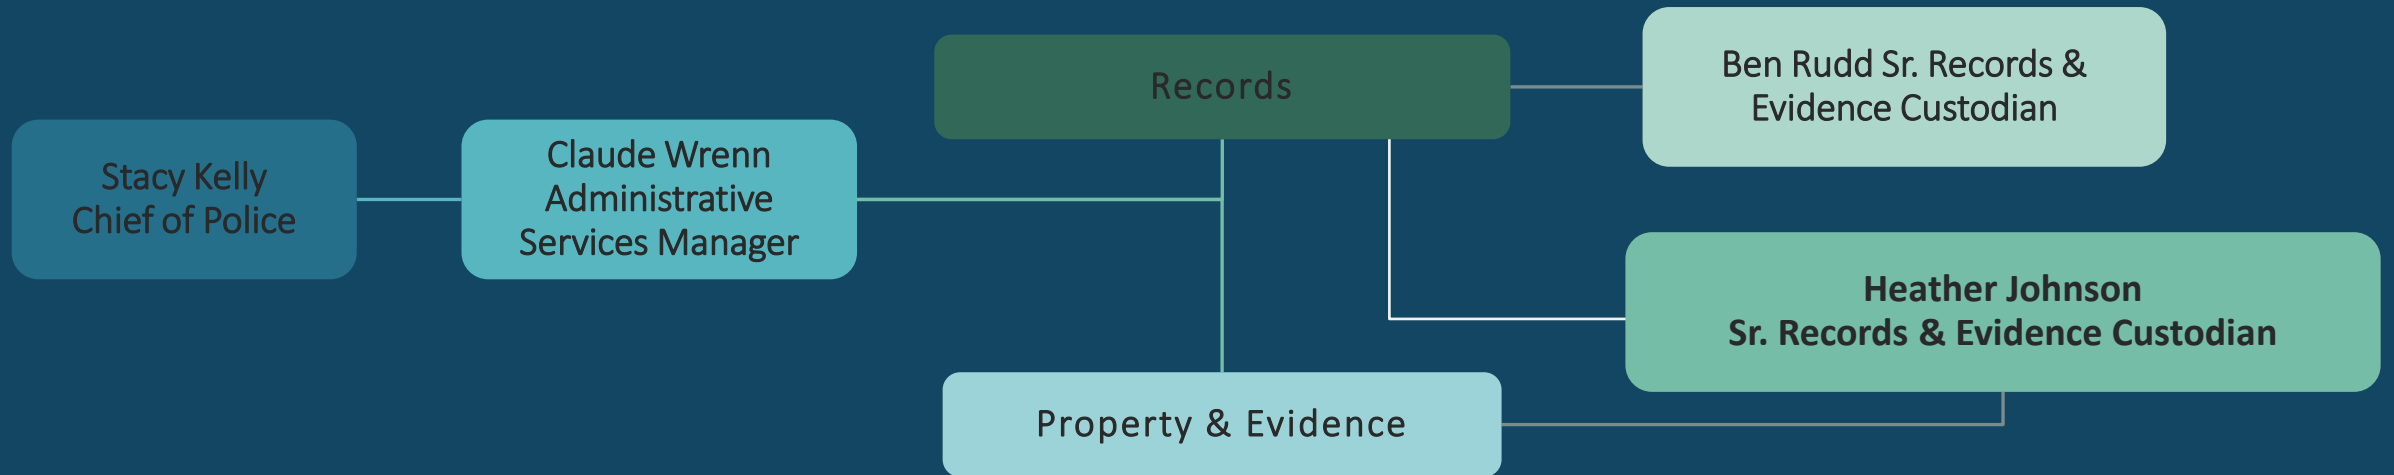 Stacy Kelly
Chief of Police
Claude Wrenn
Administrative
Services Manager
Records
Ben Rudd Sr. Records &
Evidence Custodian
Heather Johnson
Sr. Records & Evidence Custodian
Property & Evidence